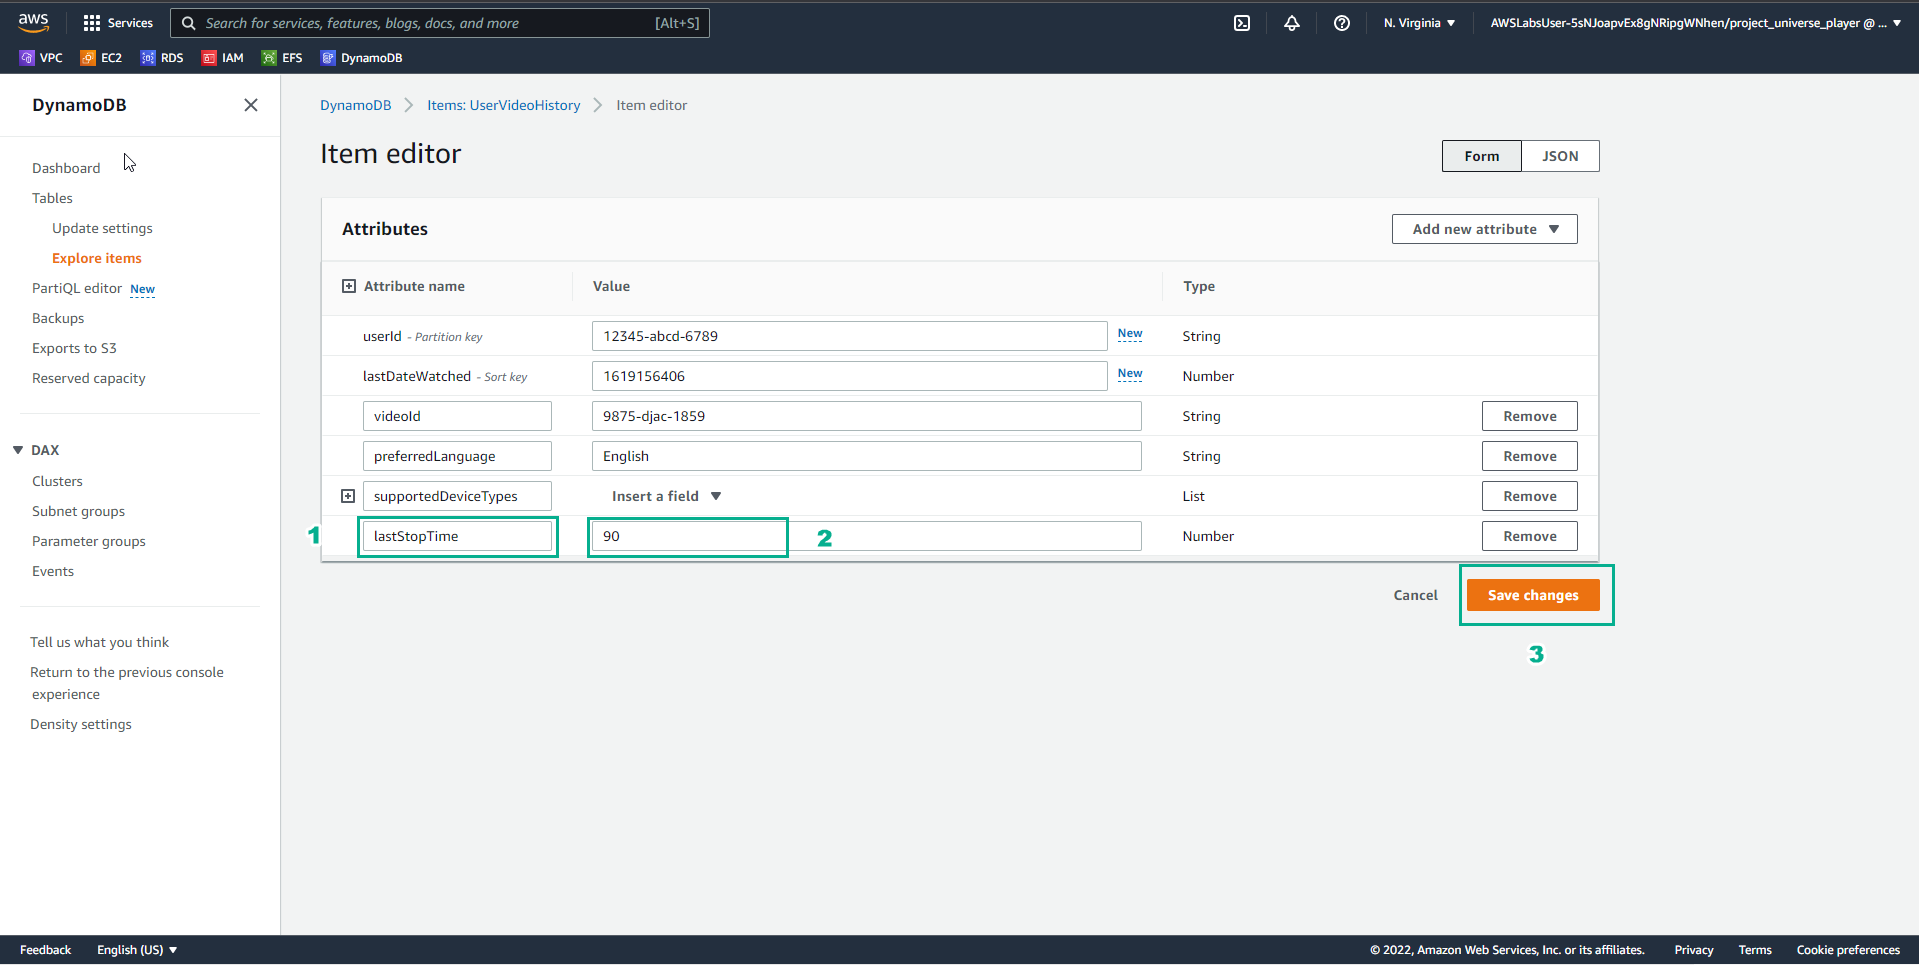 aws Services Search for services, features, blogs, docs, and more [Alt+S] N. Virginia ▼ AWSLabsUser-5sNJoapvEx8gNRipgWNhen/project_universe_player @ ... ▼
VPC EC2 RDS IAM EFS DynamoDB
DynamoDB
Dashboard
Tables
Update settings
Explore items
PartiQL editor New
Backups
Exports to S3
Reserved capacity
▼ DAX
Clusters
Subnet groups
Parameter groups
Events
Tell us what you think
Return to the previous console
experience
Density settings
DynamoDB > Items: UserVideoHistory > Item editor
Item editor
Form JSON
Attributes
Add new attribute ▼
Attribute name Value Type
userId - Partition key 12345-abcd-6789 New String
lastDateWatched - Sort key 1619156406 New Number
videoId 9875-djac-1859 String Remove
preferredLanguage English String Remove
supportedDeviceTypes Insert a field ▼ List Remove
1 lastStopTime 90 2 Number Remove
Cancel Save changes
3
Feedback English (US) ▼ © 2022, Amazon Web Services, Inc. or its affiliates. Privacy Terms Cookie preferences